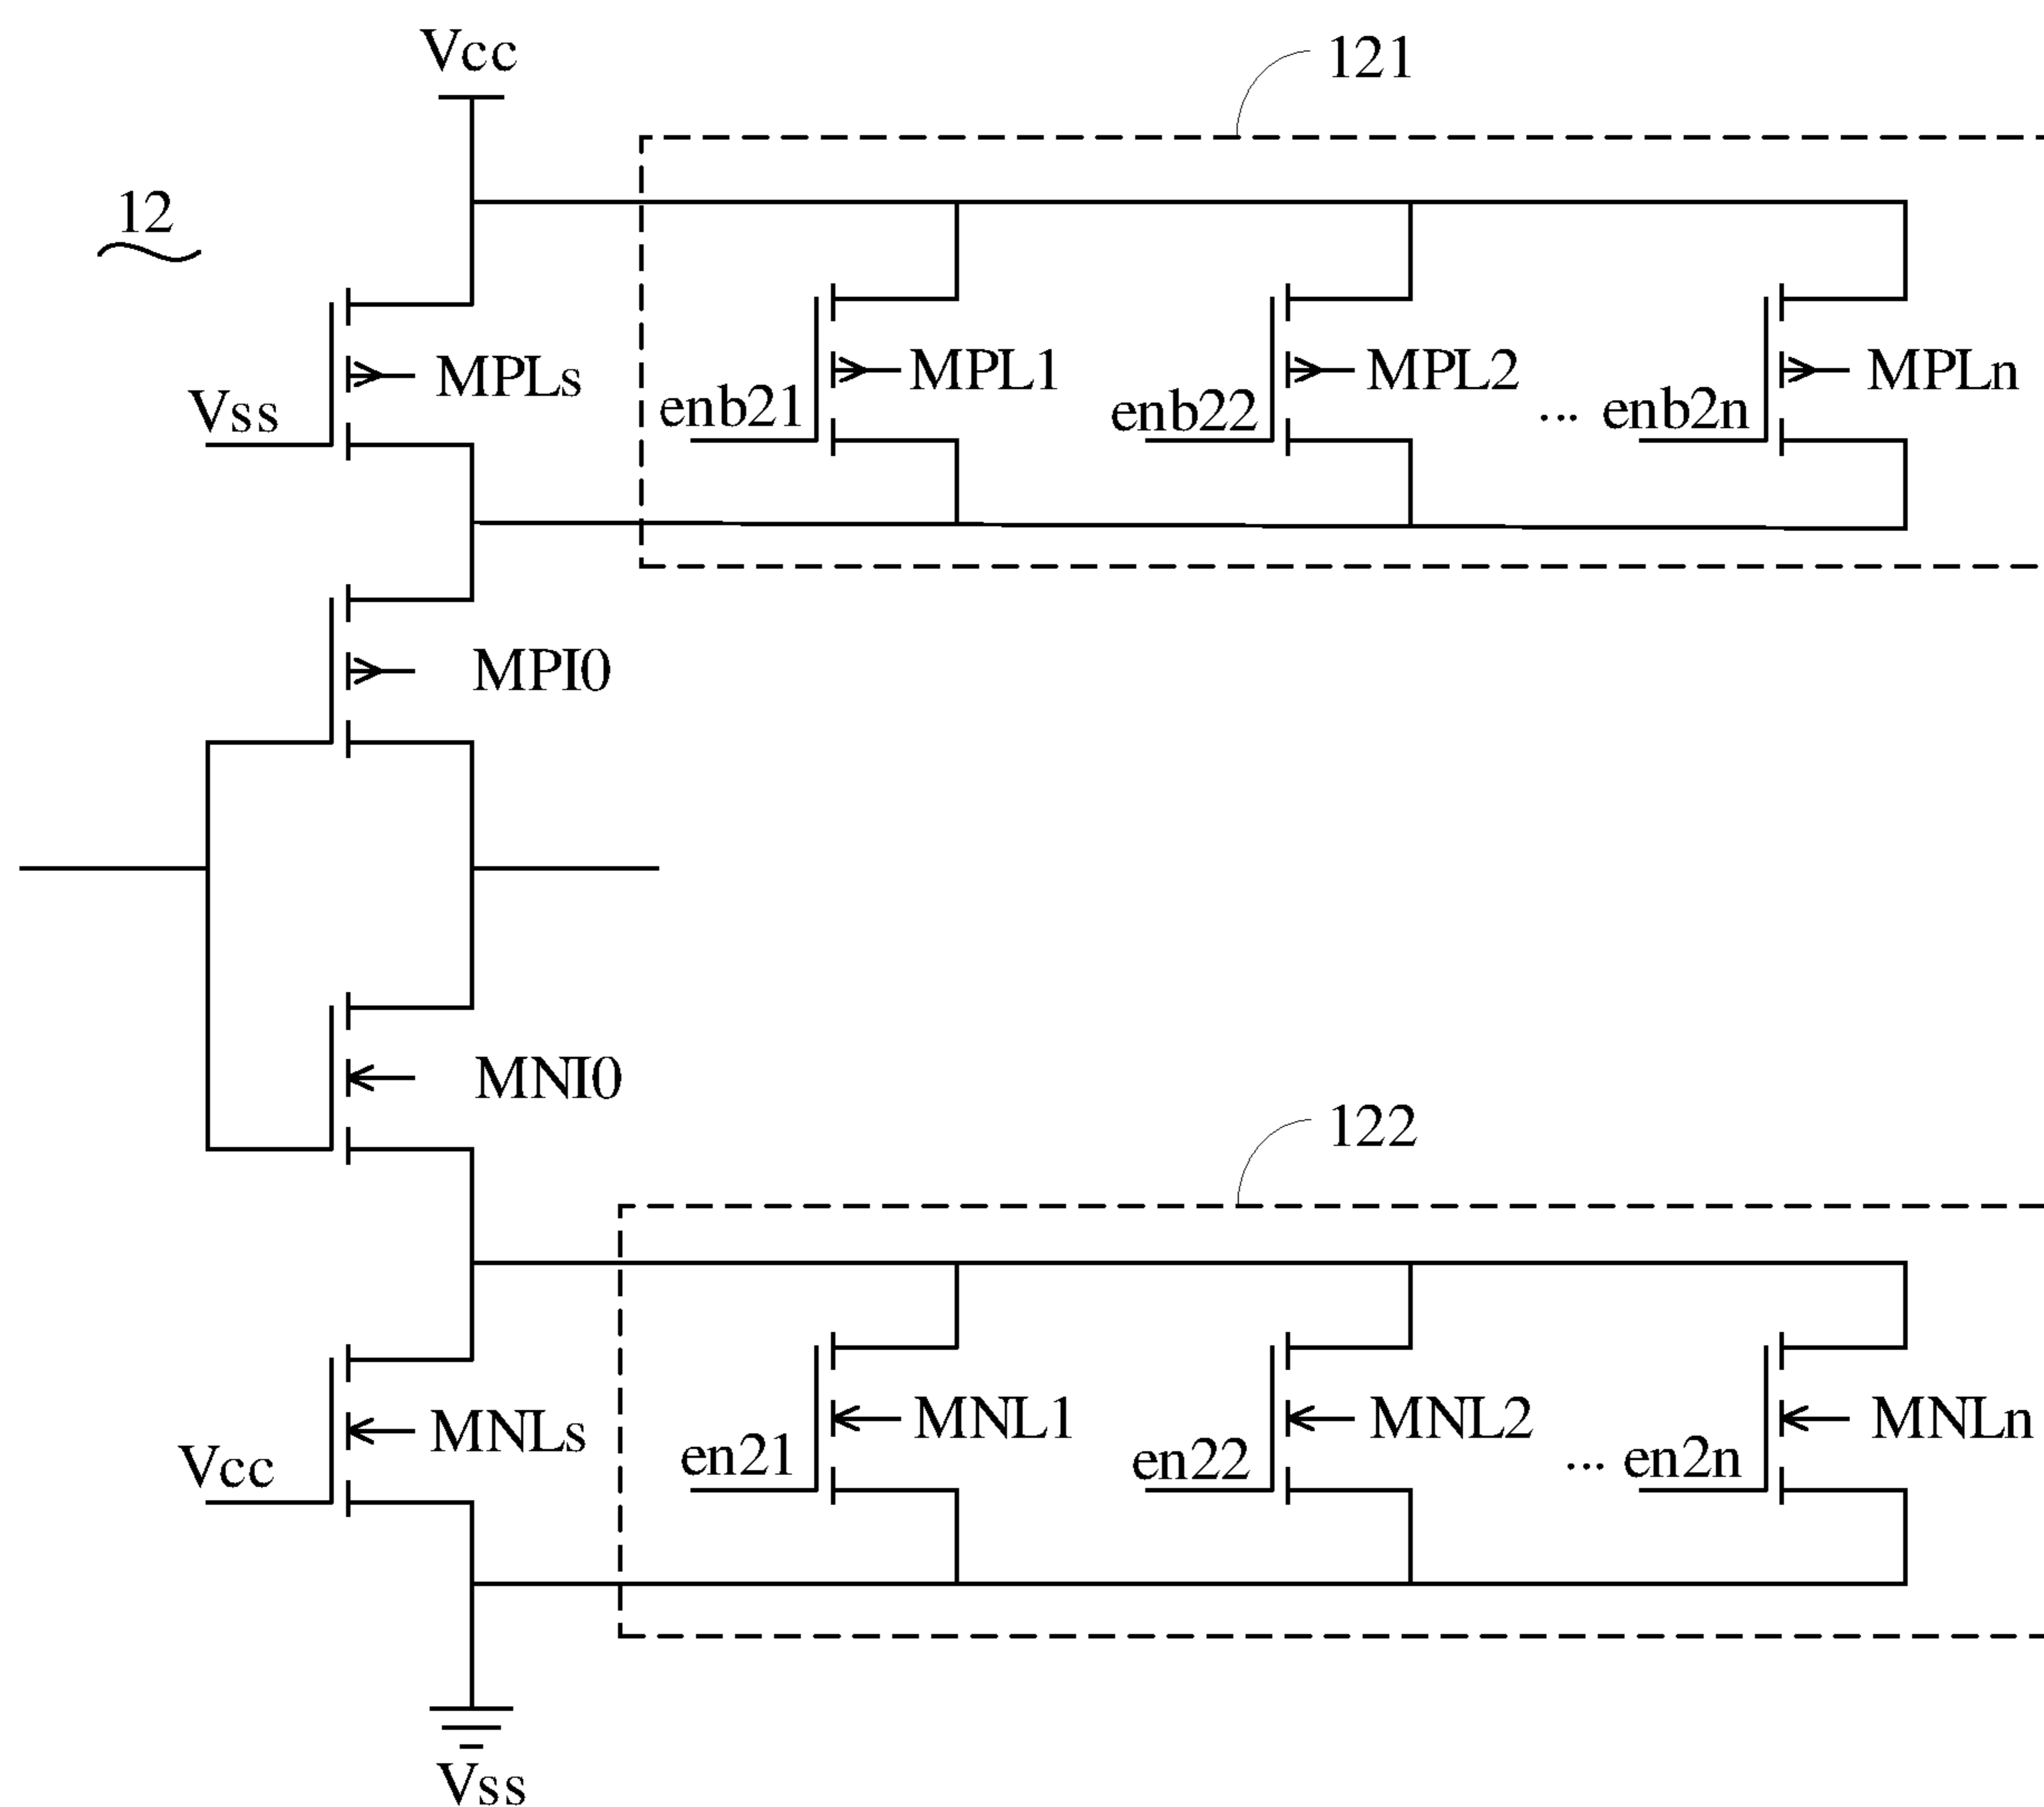 Vcc
121
12
MPLs
Vss
enb21
MPL1
enb22
MPL2
... enb2n
MPLn
MPI0
MNI0
122
MNLs
Vcc
en21
MNL1
en22
MNL2
... en2n
MNLn
Vss